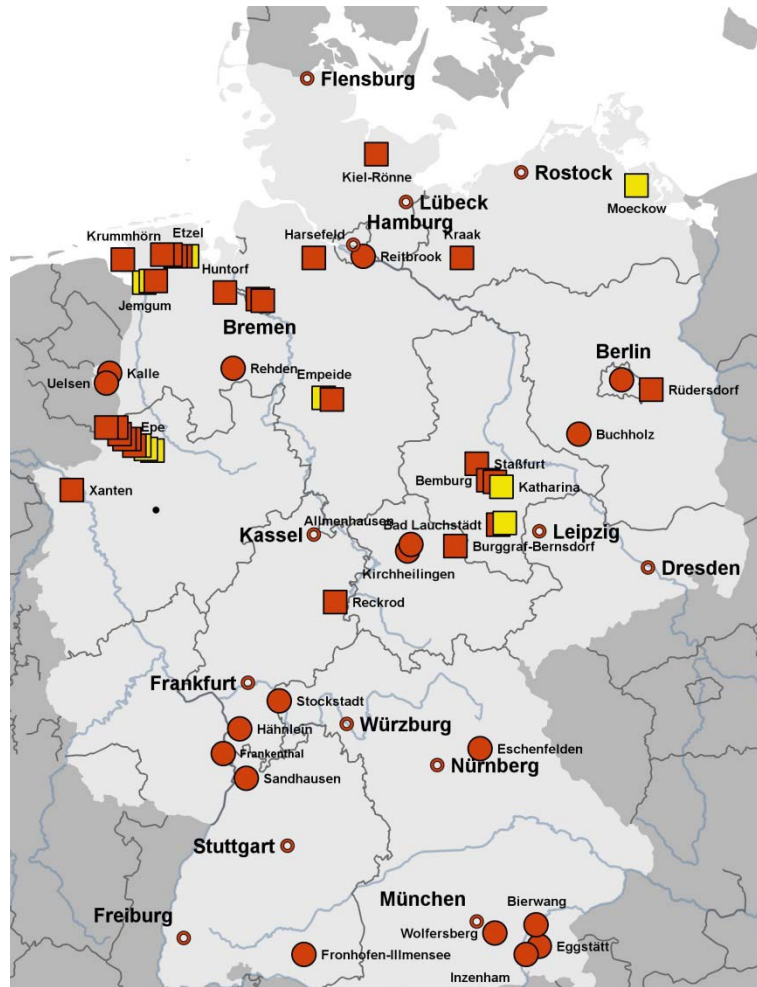 Flensburg
Kiel-Rönne
Rostock
Lübeck
Moeckow
Hamburg
Krummhörn
Etzel
Harsefeld
Kraak
Reitbrook
Huntorf
Jemgum
Bremen
Berlin
Kalle
Rehden
Empeide
Uelsen
Rüdersdorf
Epe
Buchholz
Staßfurt
Bemburg
Katharina
Xanten
Allmenhausen
Bad Lauchstädt
Kassel
Leipzig
Burggraf-Bernsdorf
Kirchheilingen
Dresden
Reckrod
Frankfurt
Stockstadt
Hähnlein
Würzburg
Eschenfelden
Frankenthal
Nürnberg
Sandhausen
Stuttgart
München
Bierwang
Freiburg
Wolfersberg
Eggstätt
Fronhofen-Illmensee
Inzenham